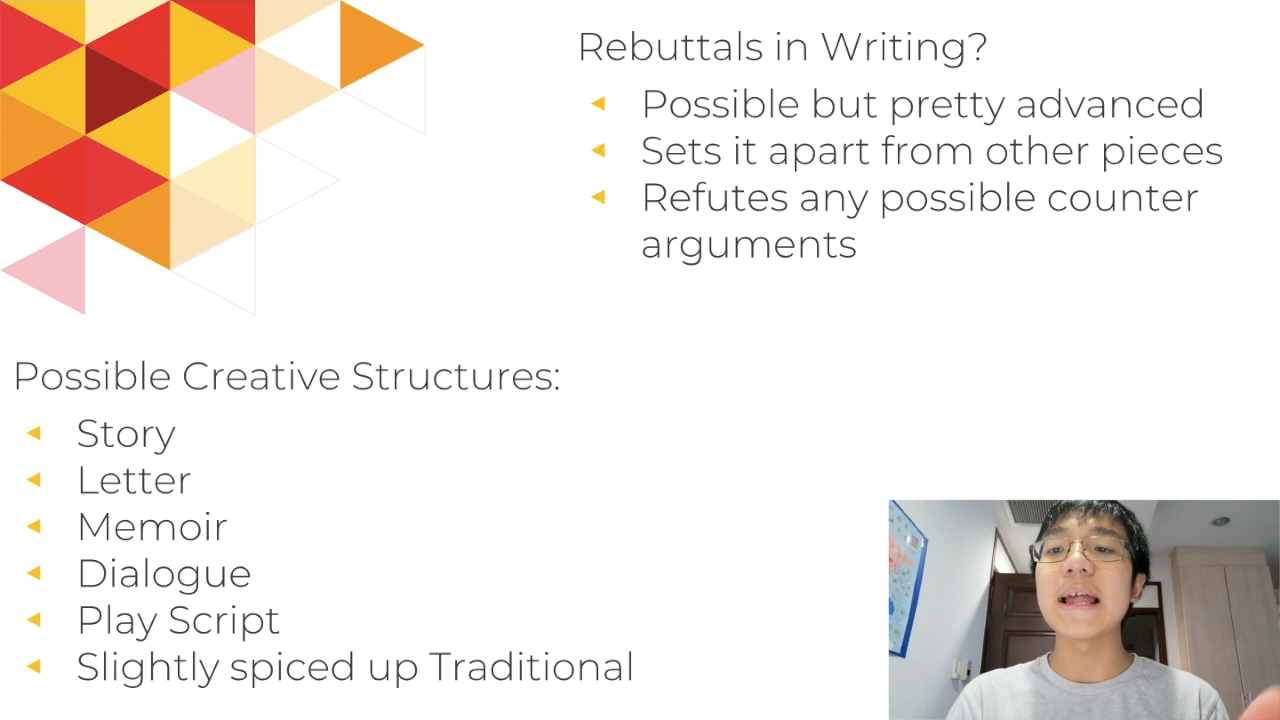 Rebuttals in Writing?
Possible but pretty advanced
Sets it apart from other pieces
Refutes any possible counter
arguments
Possible Creative Structures:
Story
Letter
Memoir
Dialogue
Play Script
Slightly spiced up Traditional